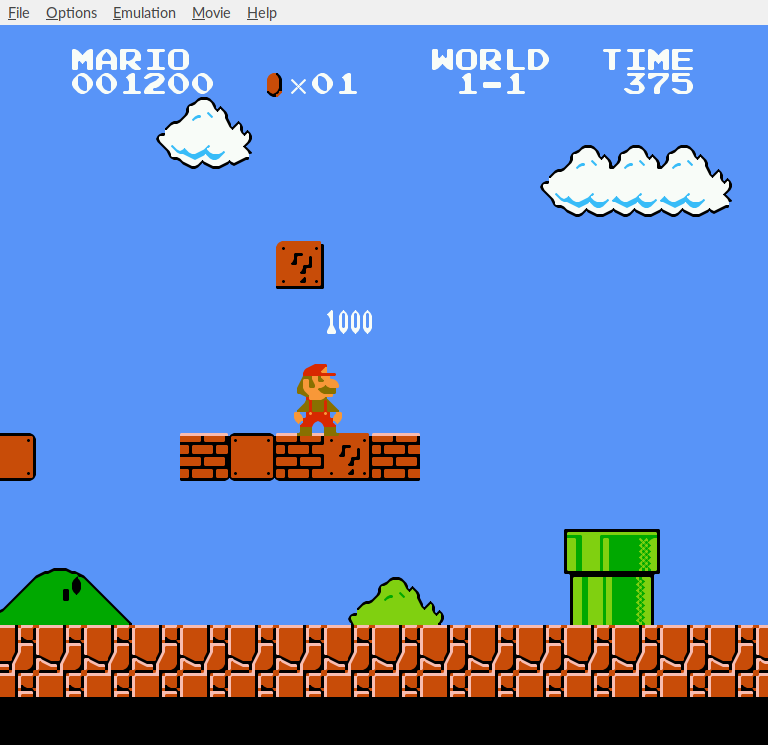 File Options Emulation Movie Help
MARIO WORLD TIME
001200 ×01 1-1 375
?
1000
?